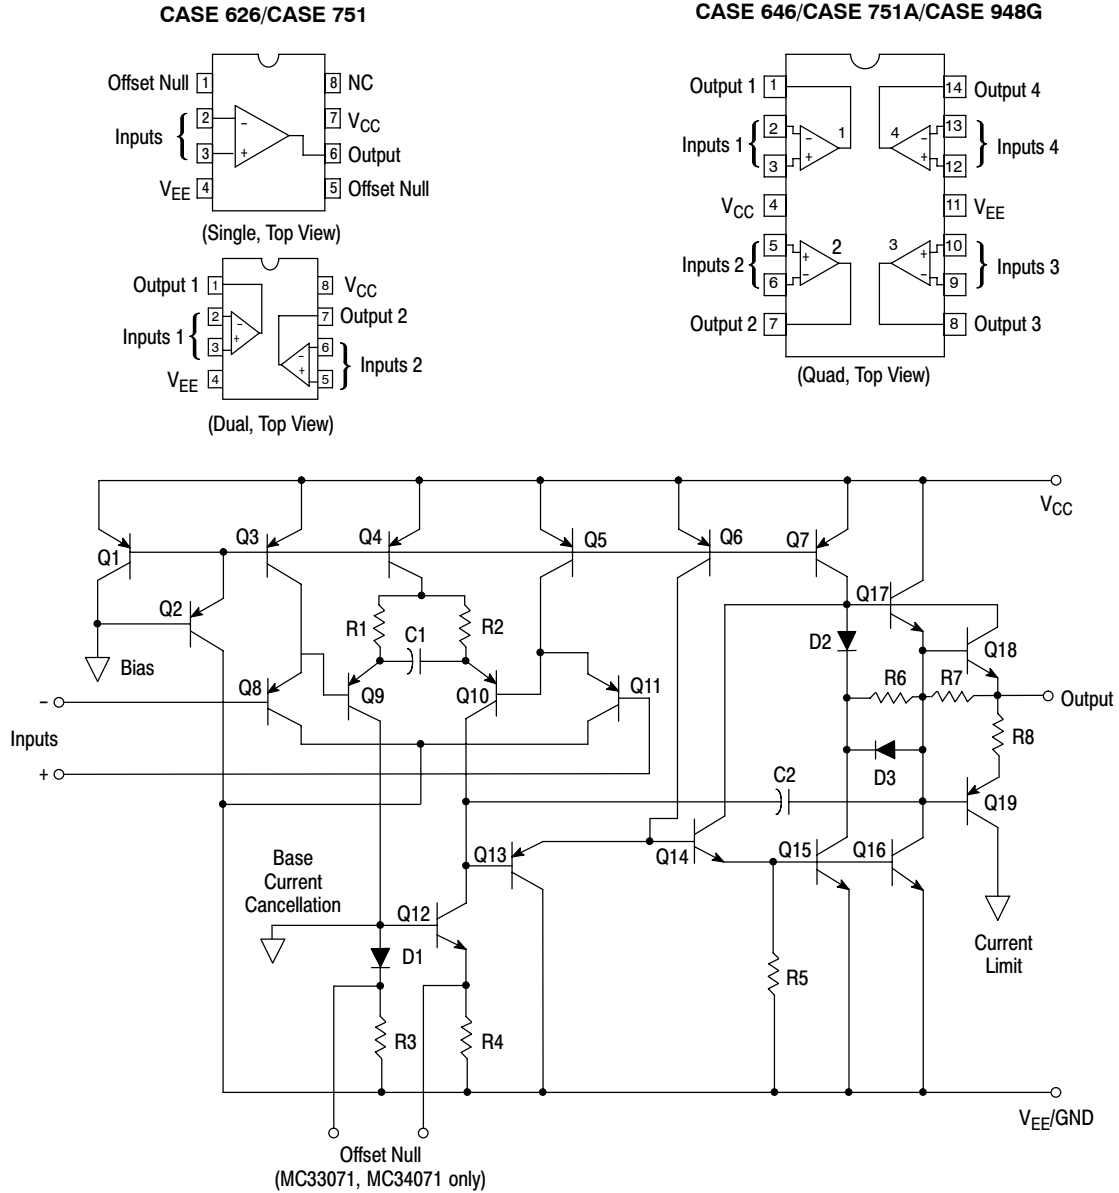 CASE 626/CASE 751
CASE 646/CASE 751A/CASE 948G
Offset Null 1
8 NC
2
Inputs
3
-
+
7 VCC
6 Output
VEE 4
5 Offset Null
(Single, Top View)
Output 1 1
8 VCC
2
Inputs 1
3
-
+
7 Output 2
6
Inputs 2
5
-
+
VEE 4
(Dual, Top View)
Output 1 1
14 Output 4
2
Inputs 1
3
-
+
1
4
-
+
13
Inputs 4
12
VCC 4
11 VEE
5
Inputs 2
6
+
-
2
3
+
-
10
Inputs 3
9
Output 2 7
8 Output 3
(Quad, Top View)
VCC
Q1
Q3
Q4
Q5
Q6
Q7
Q2
Q17
R1
C1
R2
D2
Q18
Bias
Q8
Q9
Q10
Q11
R6
R7
-
Output
Inputs
R8
D3
+
C2
Q19
Q13
Q14
Q15
Q16
Base
Current
Cancellation
Q12
D1
Current
Limit
R5
R3
R4
VEE/GND
Offset Null
(MC33071, MC34071 only)